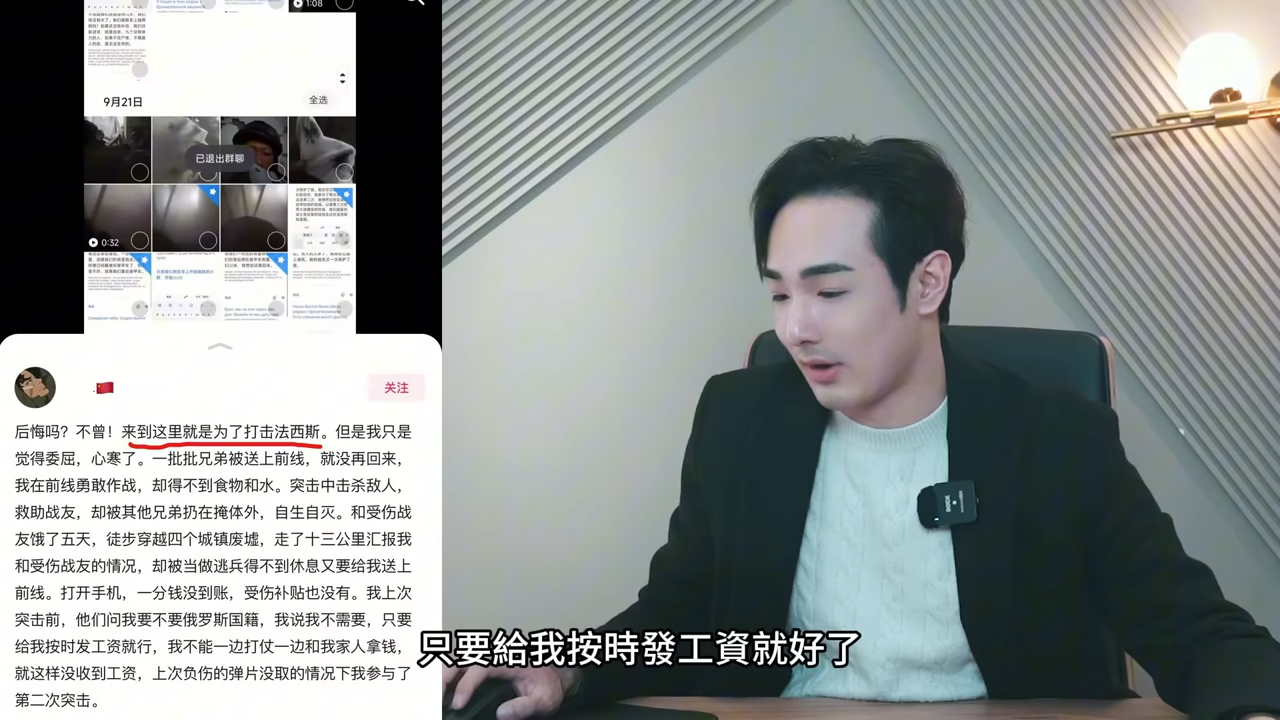 1:08
9月21日
全选
已退出群聊
0:32
关注
后悔吗？不曾！来到这里就是为了打击法西斯。但是我只是
觉得委屈，心寒了。一批批兄弟被送上前线，就没再回来，
我在前线勇敢作战，却得不到食物和水。突击中击杀敌人，
救助战友，却被其他兄弟扔在掩体外，自生自灭。和受伤战
友饿了五天，徒步穿越四个城镇废墟，走了十三公里汇报我
和受伤战友的情况，却被当做逃兵得不到休息又要给我送上
前线。打开手机，一分钱没到账，受伤补贴也没有。我上次
突击前，他们问我要不要俄罗斯国籍，我说我不需要，只要
给我按时发工资就行，我不能一边打仗一边和我家人拿钱，
就这样没收到工资，上次负伤的弹片没取的情况下我参与了
第二次突击。
只要給我按時發工資就好了